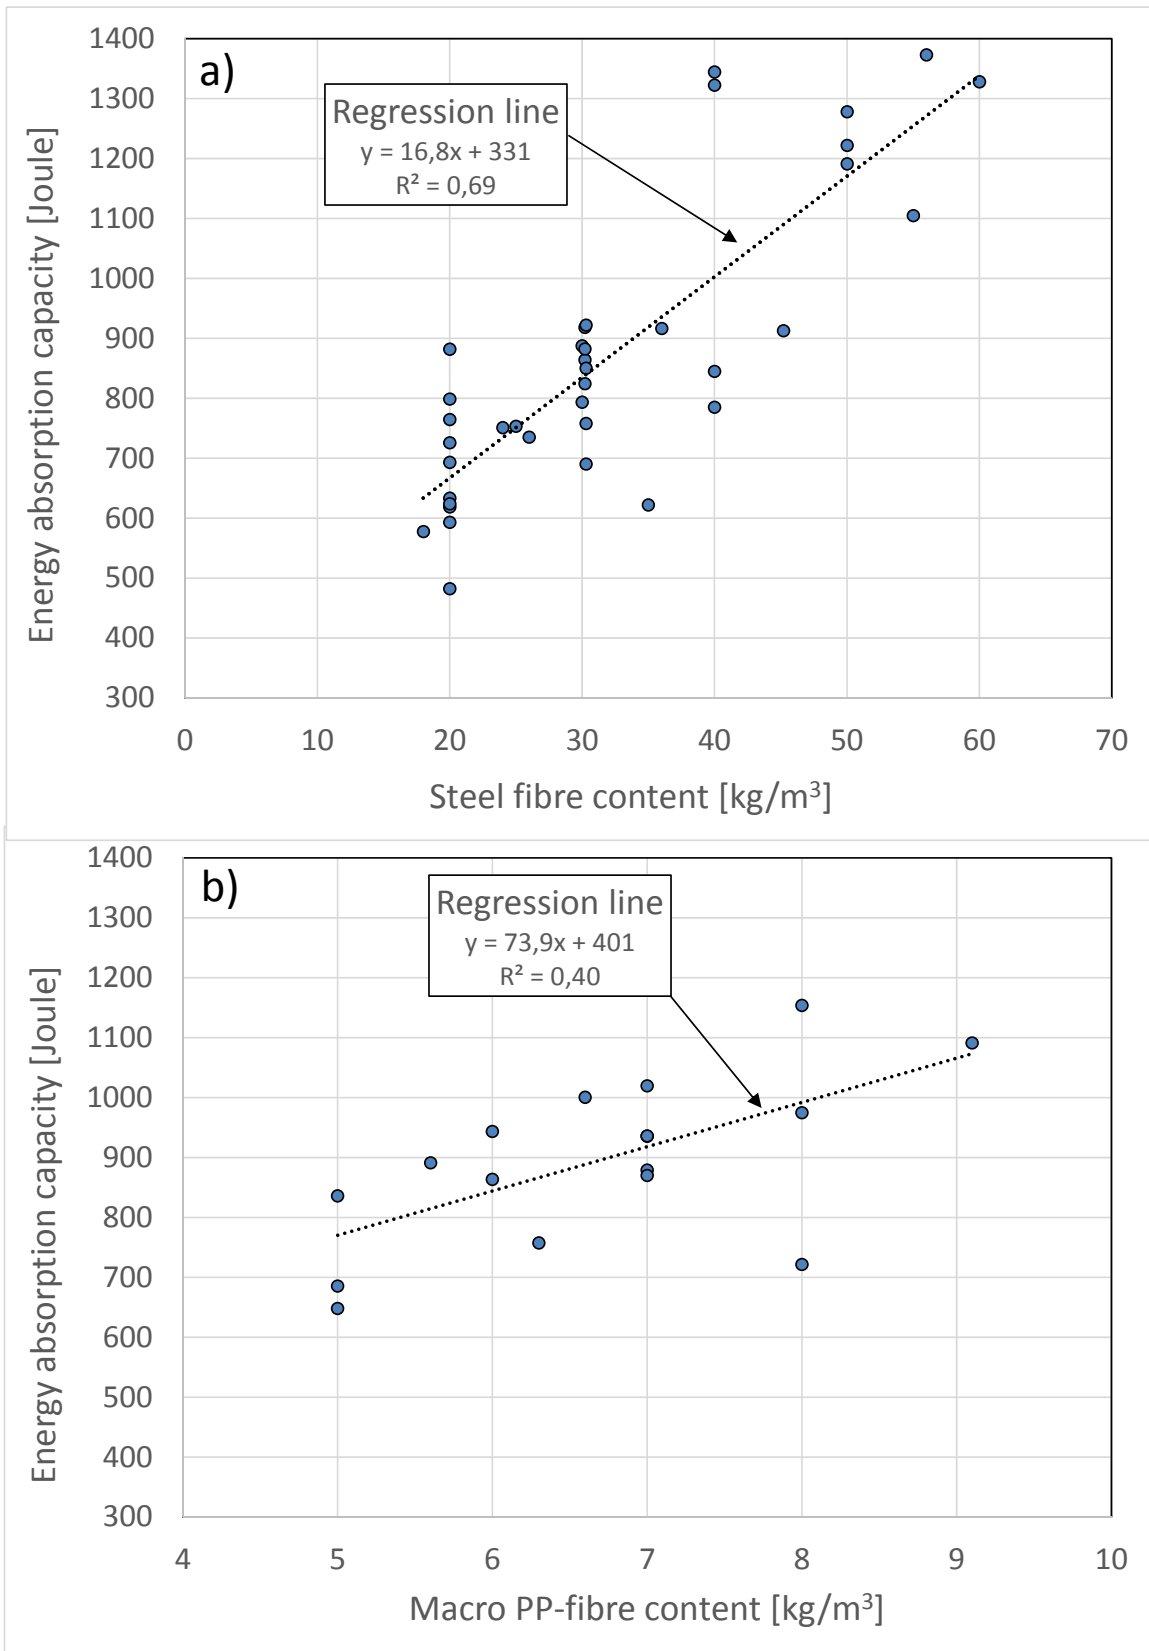 a)
Regression line
y = 16,8x + 331
R² = 0,69
Energy absorption capacity [Joule]
1400
1300
1200
1100
1000
900
800
700
600
500
400
300
0 10 20 30 40 50 60 70
Steel fibre content [kg/m³]
b)
Regression line
y = 73,9x + 401
R² = 0,40
Energy absorption capacity [Joule]
1400
1300
1200
1100
1000
900
800
700
600
500
400
300
4 5 6 7 8 9 10
Macro PP-fibre content [kg/m³]